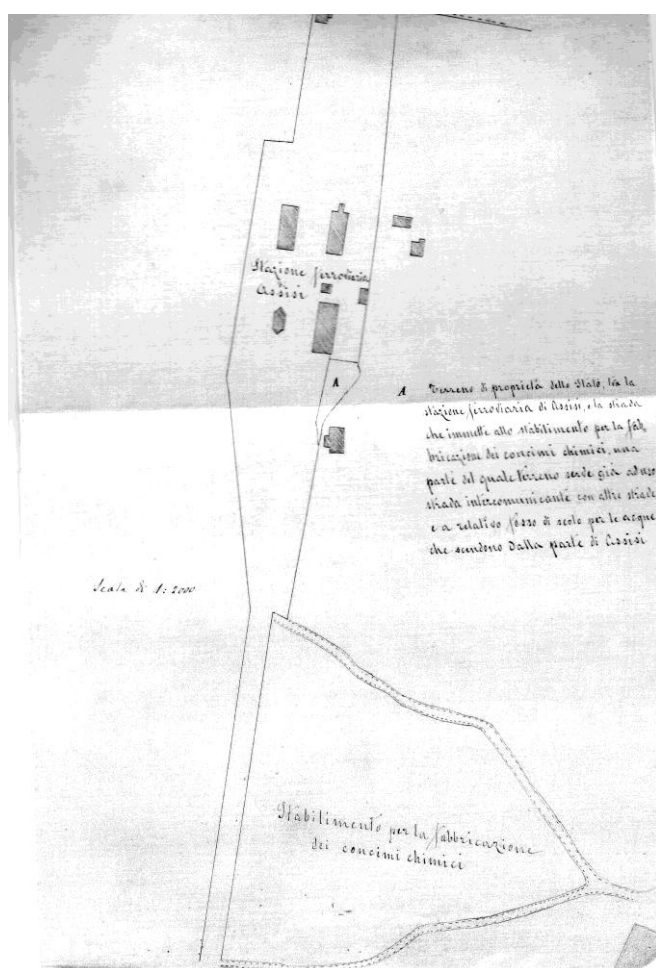 Stazione ferroviaria
Assisi
A
A Terreno di proprietà dello Stato, tra la
stazione ferroviaria di Assisi, e la strada
che immette allo stabilimento per la fab
bricazione dei concimi chimici, una
parte del quale terreno serve già ad uso
strada intercomunicante con altre strade
e a relativo fosso di scolo per le acque
che scendono dalla parte di Assisi
Scala di 1:2000
Stabilimento per la fabbricazione
dei concimi chimici